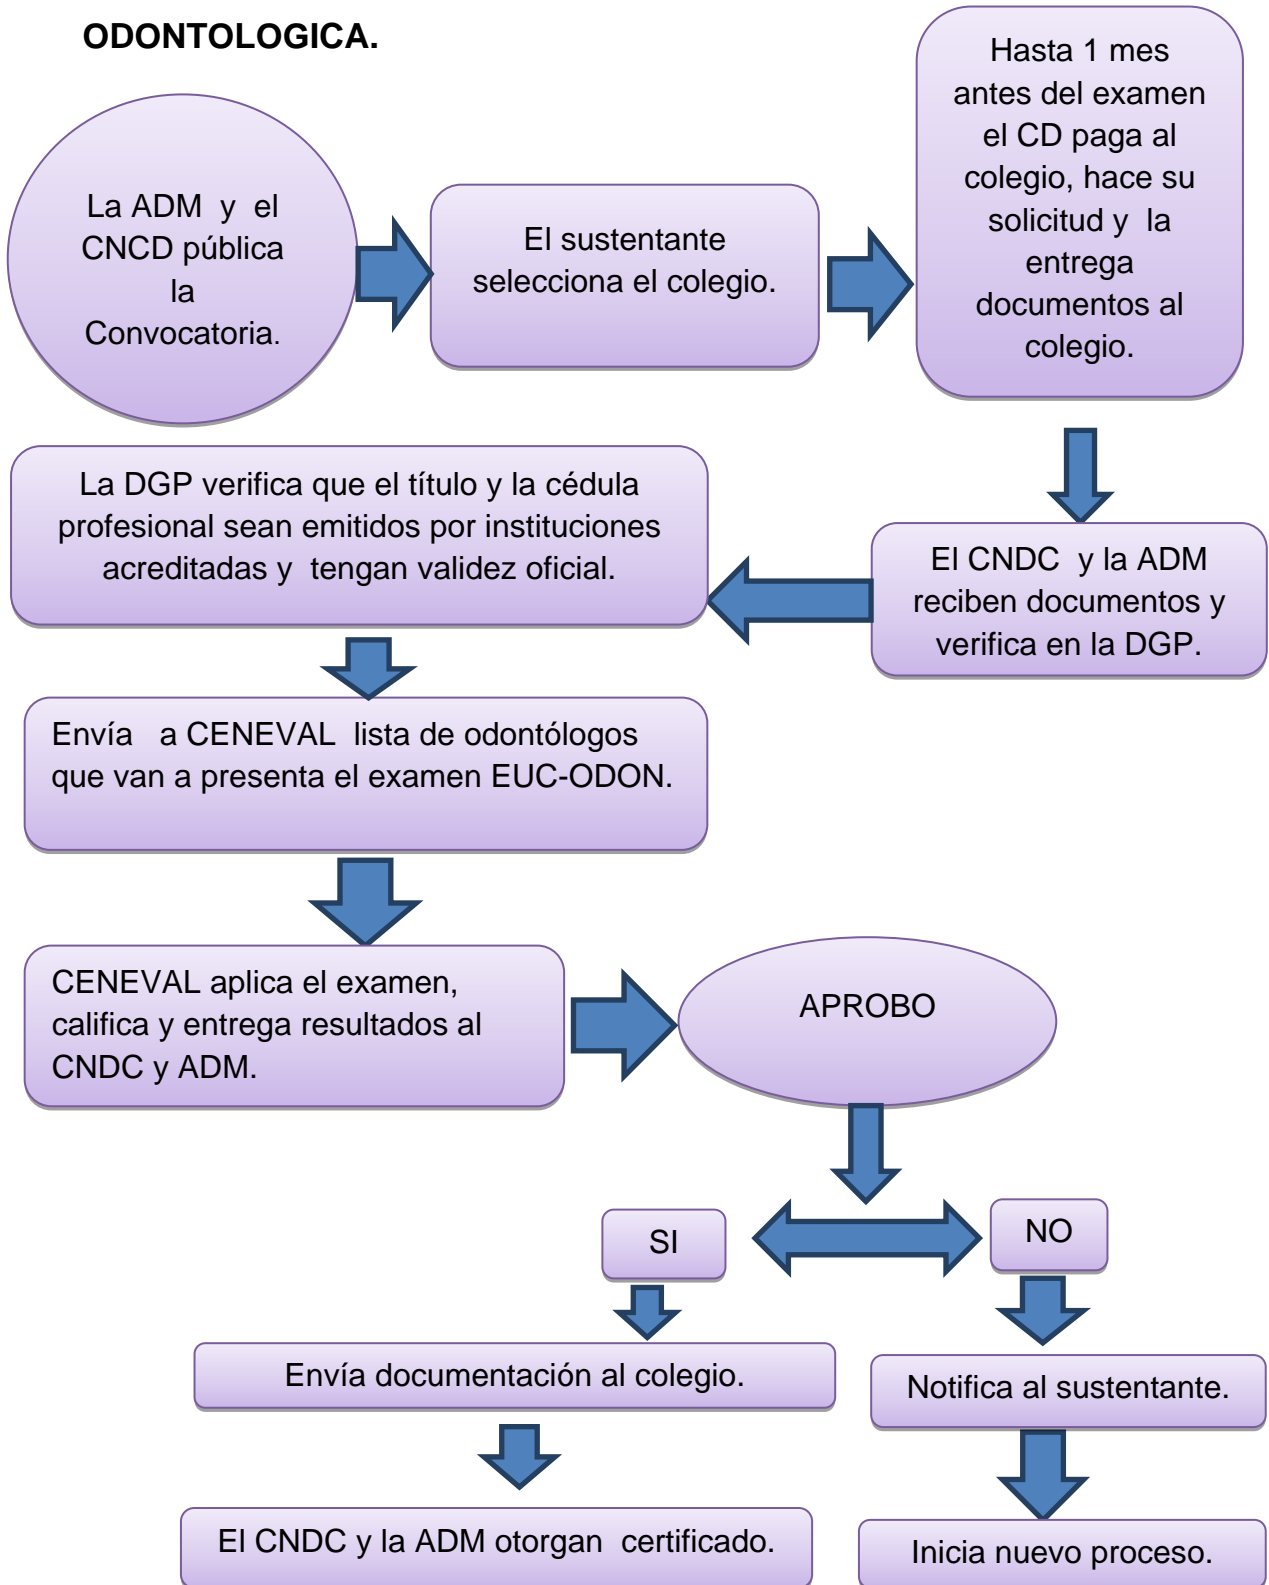 ODONTOLOGICA.
La ADM y el
CNCD pública
la
Convocatoria.
El sustentante
selecciona el colegio.
Hasta 1 mes
antes del examen
el CD paga al
colegio, hace su
solicitud y la
entrega
documentos al
colegio.
El CNDC y la ADM
reciben documentos y
verifica en la DGP.
La DGP verifica que el título y la cédula
profesional sean emitidos por instituciones
acreditadas y tengan validez oficial.
Envía a CENEVAL lista de odontólogos
que van a presenta el examen EUC-ODON.
CENEVAL aplica el examen,
califica y entrega resultados al
CNDC y ADM.
APROBO
SI
NO
Envía documentación al colegio.
Notifica al sustentante.
El CNDC y la ADM otorgan certificado.
Inicia nuevo proceso.